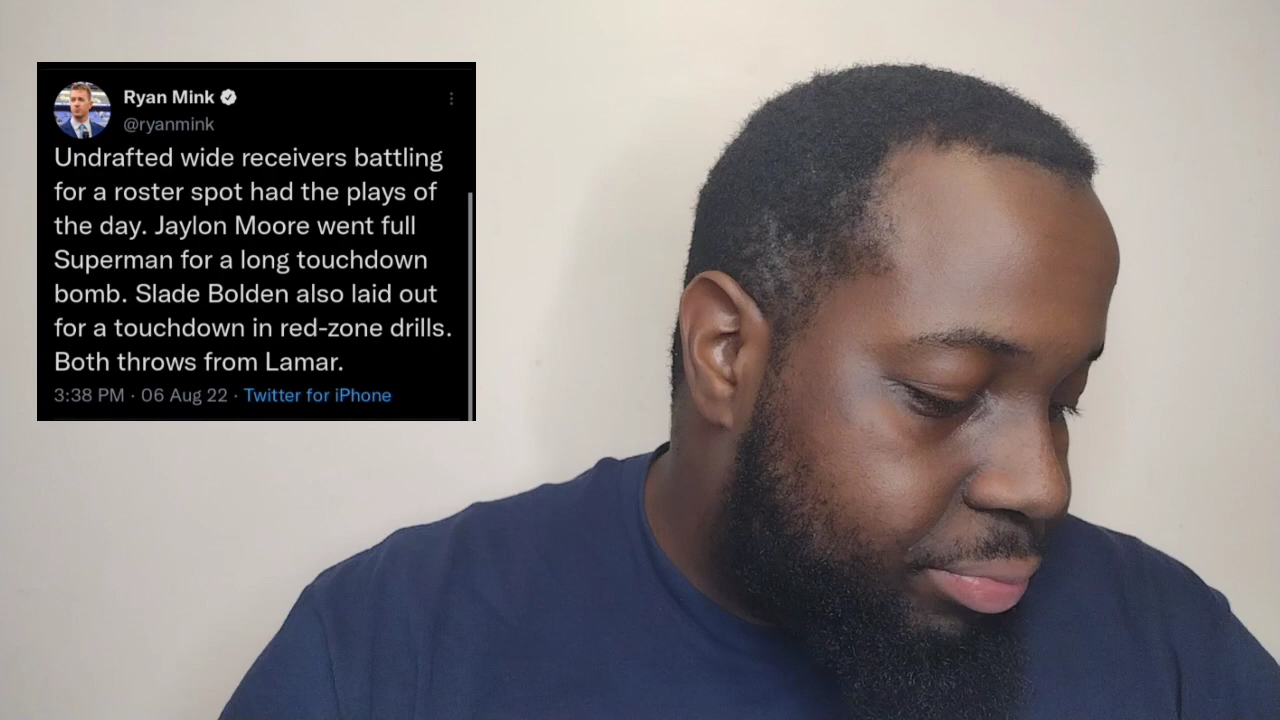 Ryan Mink
@ryanmink
Undrafted wide receivers battling
for a roster spot had the plays of
the day. Jaylon Moore went full
Superman for a long touchdown
bomb. Slade Bolden also laid out
for a touchdown in red-zone drills.
Both throws from Lamar.
3:38 PM · 06 Aug 22 · Twitter for iPhone